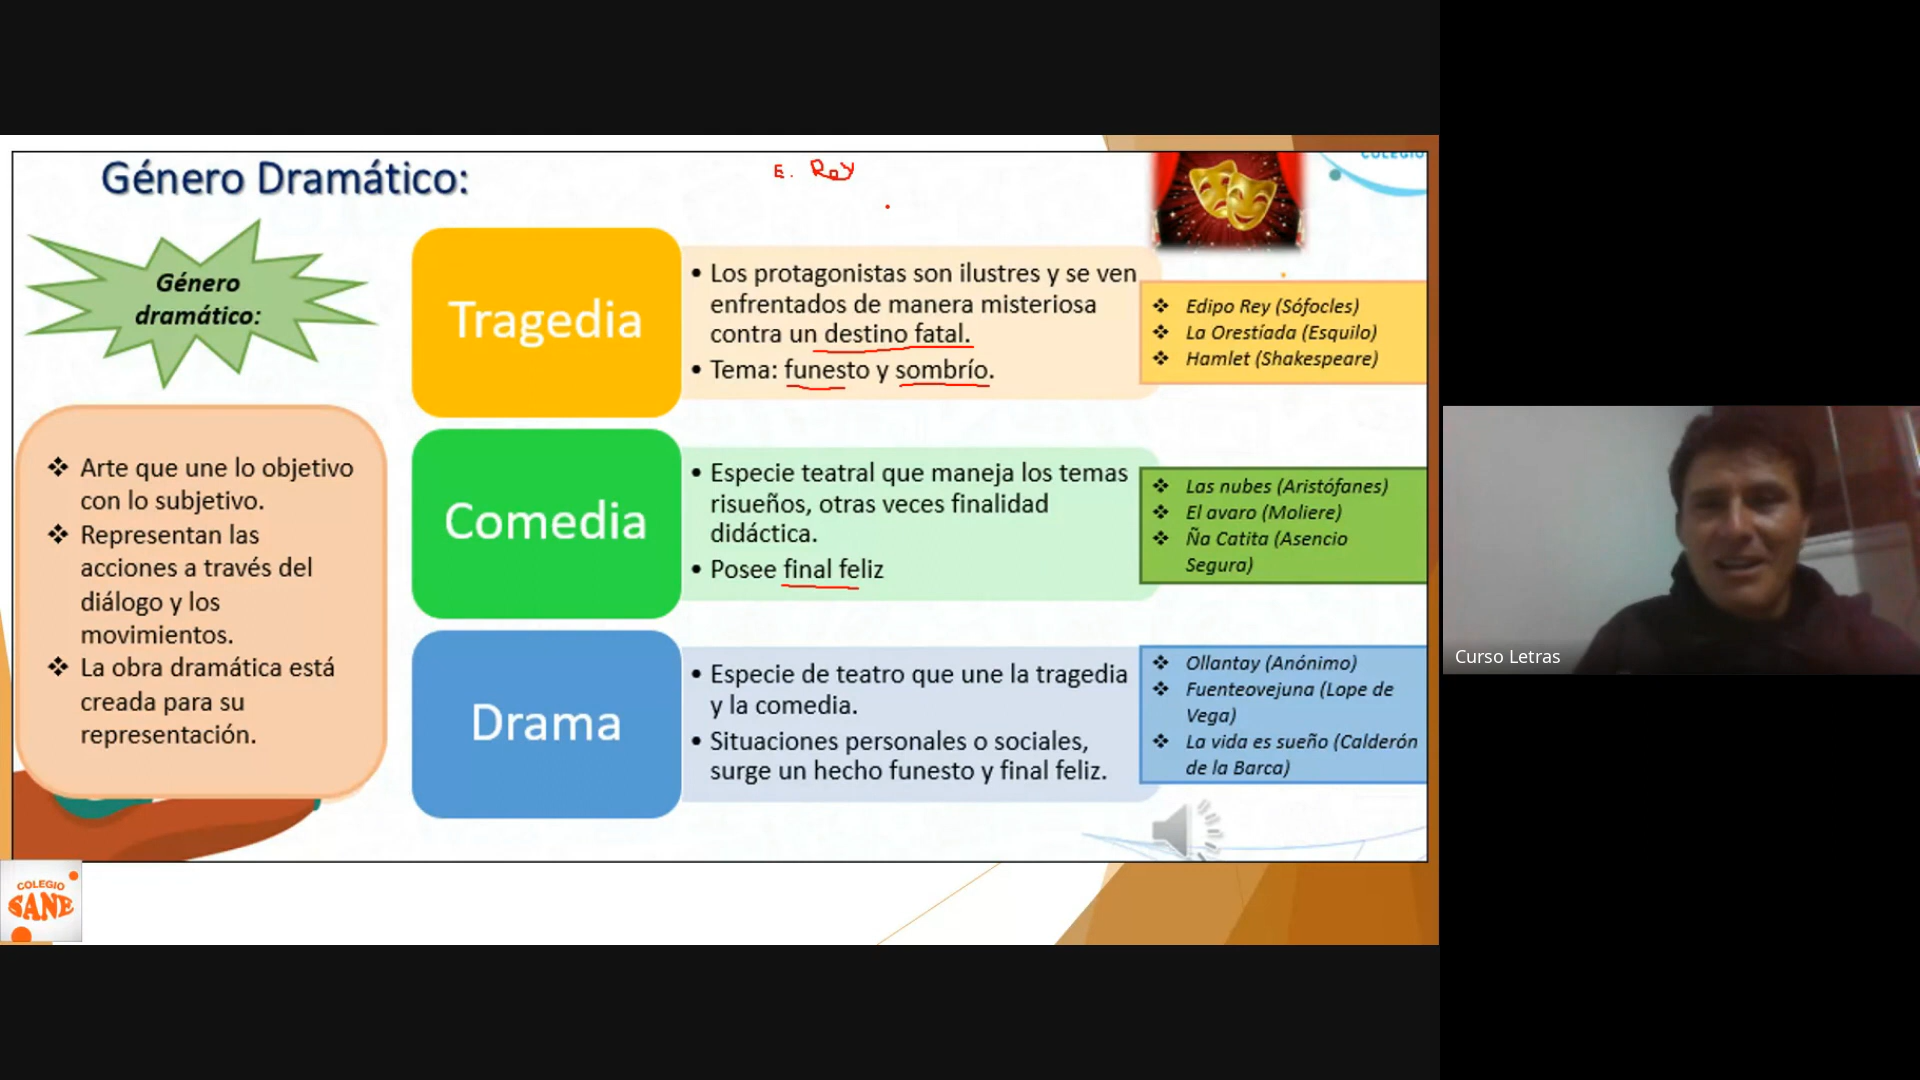 Género Dramático:
E. Rey
COLEGIO
Género
dramático:
Arte que une lo objetivo
con lo subjetivo.
Representan las
acciones a través del
diálogo y los
movimientos.
La obra dramática está
creada para su
representación.
Tragedia
• Los protagonistas son ilustres y se ven
enfrentados de manera misteriosa
contra un destino fatal.
• Tema: funesto y sombrío.
Edipo Rey (Sófocles)
La Orestíada (Esquilo)
Hamlet (Shakespeare)
Comedia
• Especie teatral que maneja los temas
risueños, otras veces finalidad
didáctica.
• Posee final feliz
Las nubes (Aristófanes)
El avaro (Moliere)
Ña Catita (Asencio
Segura)
Drama
• Especie de teatro que une la tragedia
y la comedia.
• Situaciones personales o sociales,
surge un hecho funesto y final feliz.
Ollantay (Anónimo)
Fuenteovejuna (Lope de
Vega)
La vida es sueño (Calderón
de la Barca)
COLEGIO
SANE
Curso Letras